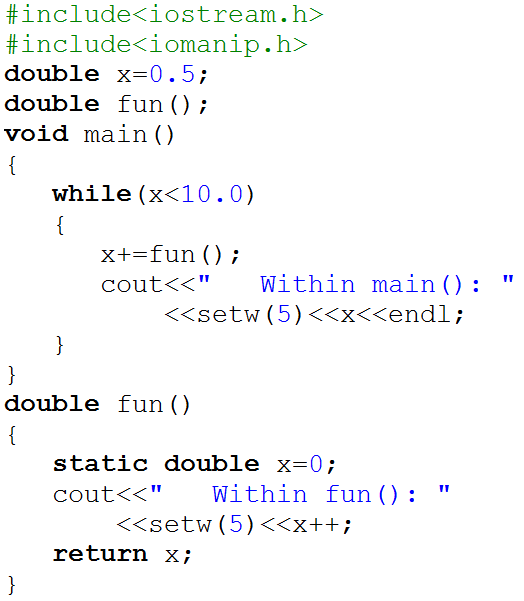 #include<iostream.h>
#include<iomanip.h>
double x=0.5;
double fun();
void main()
{
   while(x<10.0)
   {
      x+=fun();
      cout<<"   Within main(): "
          <<setw(5)<<x<<endl;
   }
}
double fun()
{
   static double x=0;
   cout<<"   Within fun(): "
       <<setw(5)<<x++;
   return x;
}